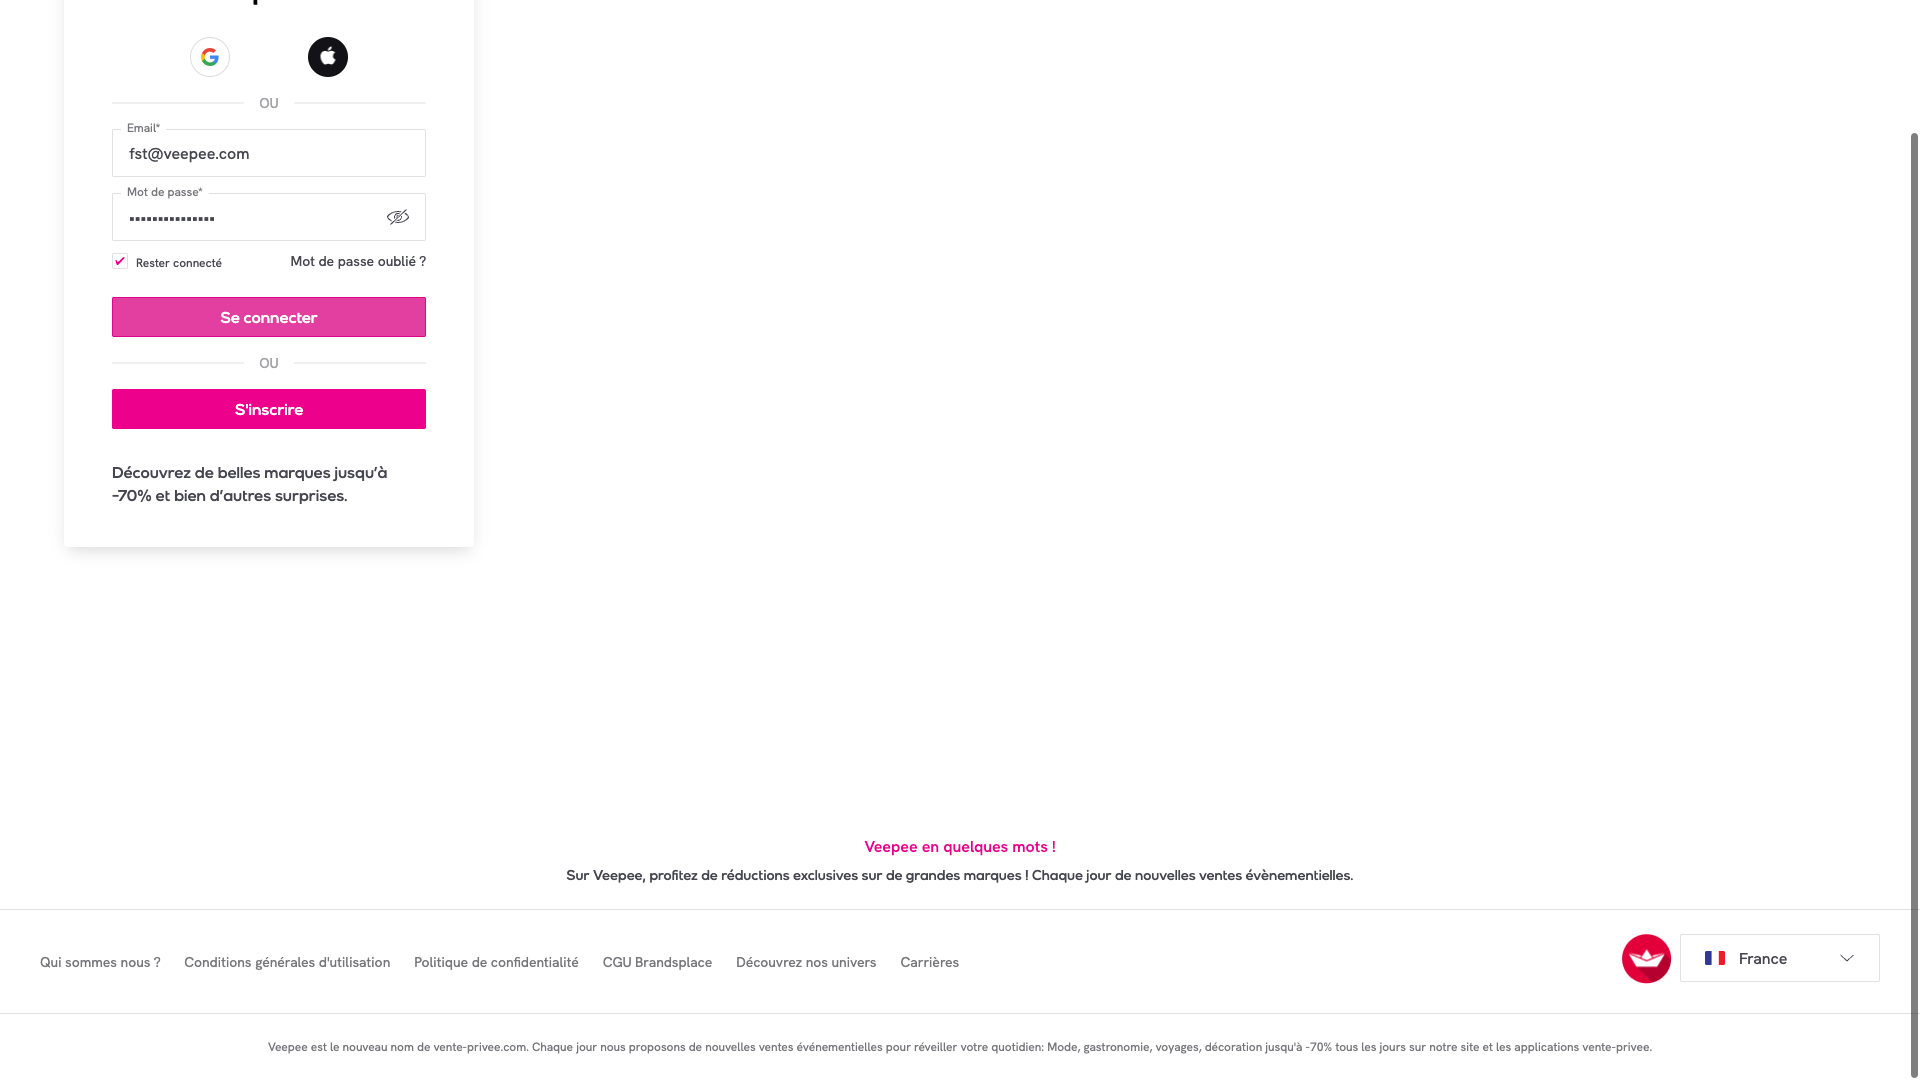 OU
Email*
fst@veepee.com
Mot de passe*
•••••••••••••••
Rester connecté
Mot de passe oublié ?
Se connecter
OU
S'inscrire
Découvrez de belles marques jusqu’à
-70% et bien d’autres surprises.
Veepee en quelques mots !
Sur Veepee, profitez de réductions exclusives sur de grandes marques ! Chaque jour de nouvelles ventes évènementielles.
Qui sommes nous ?
Conditions générales d'utilisation
Politique de confidentialité
CGU Brandsplace
Découvrez nos univers
Carrières
France
Veepee est le nouveau nom de vente-privee.com. Chaque jour nous proposons de nouvelles ventes événementielles pour réveiller votre quotidien: Mode, gastronomie, voyages, décoration jusqu'à -70% tous les jours sur notre site et les applications vente-privee.